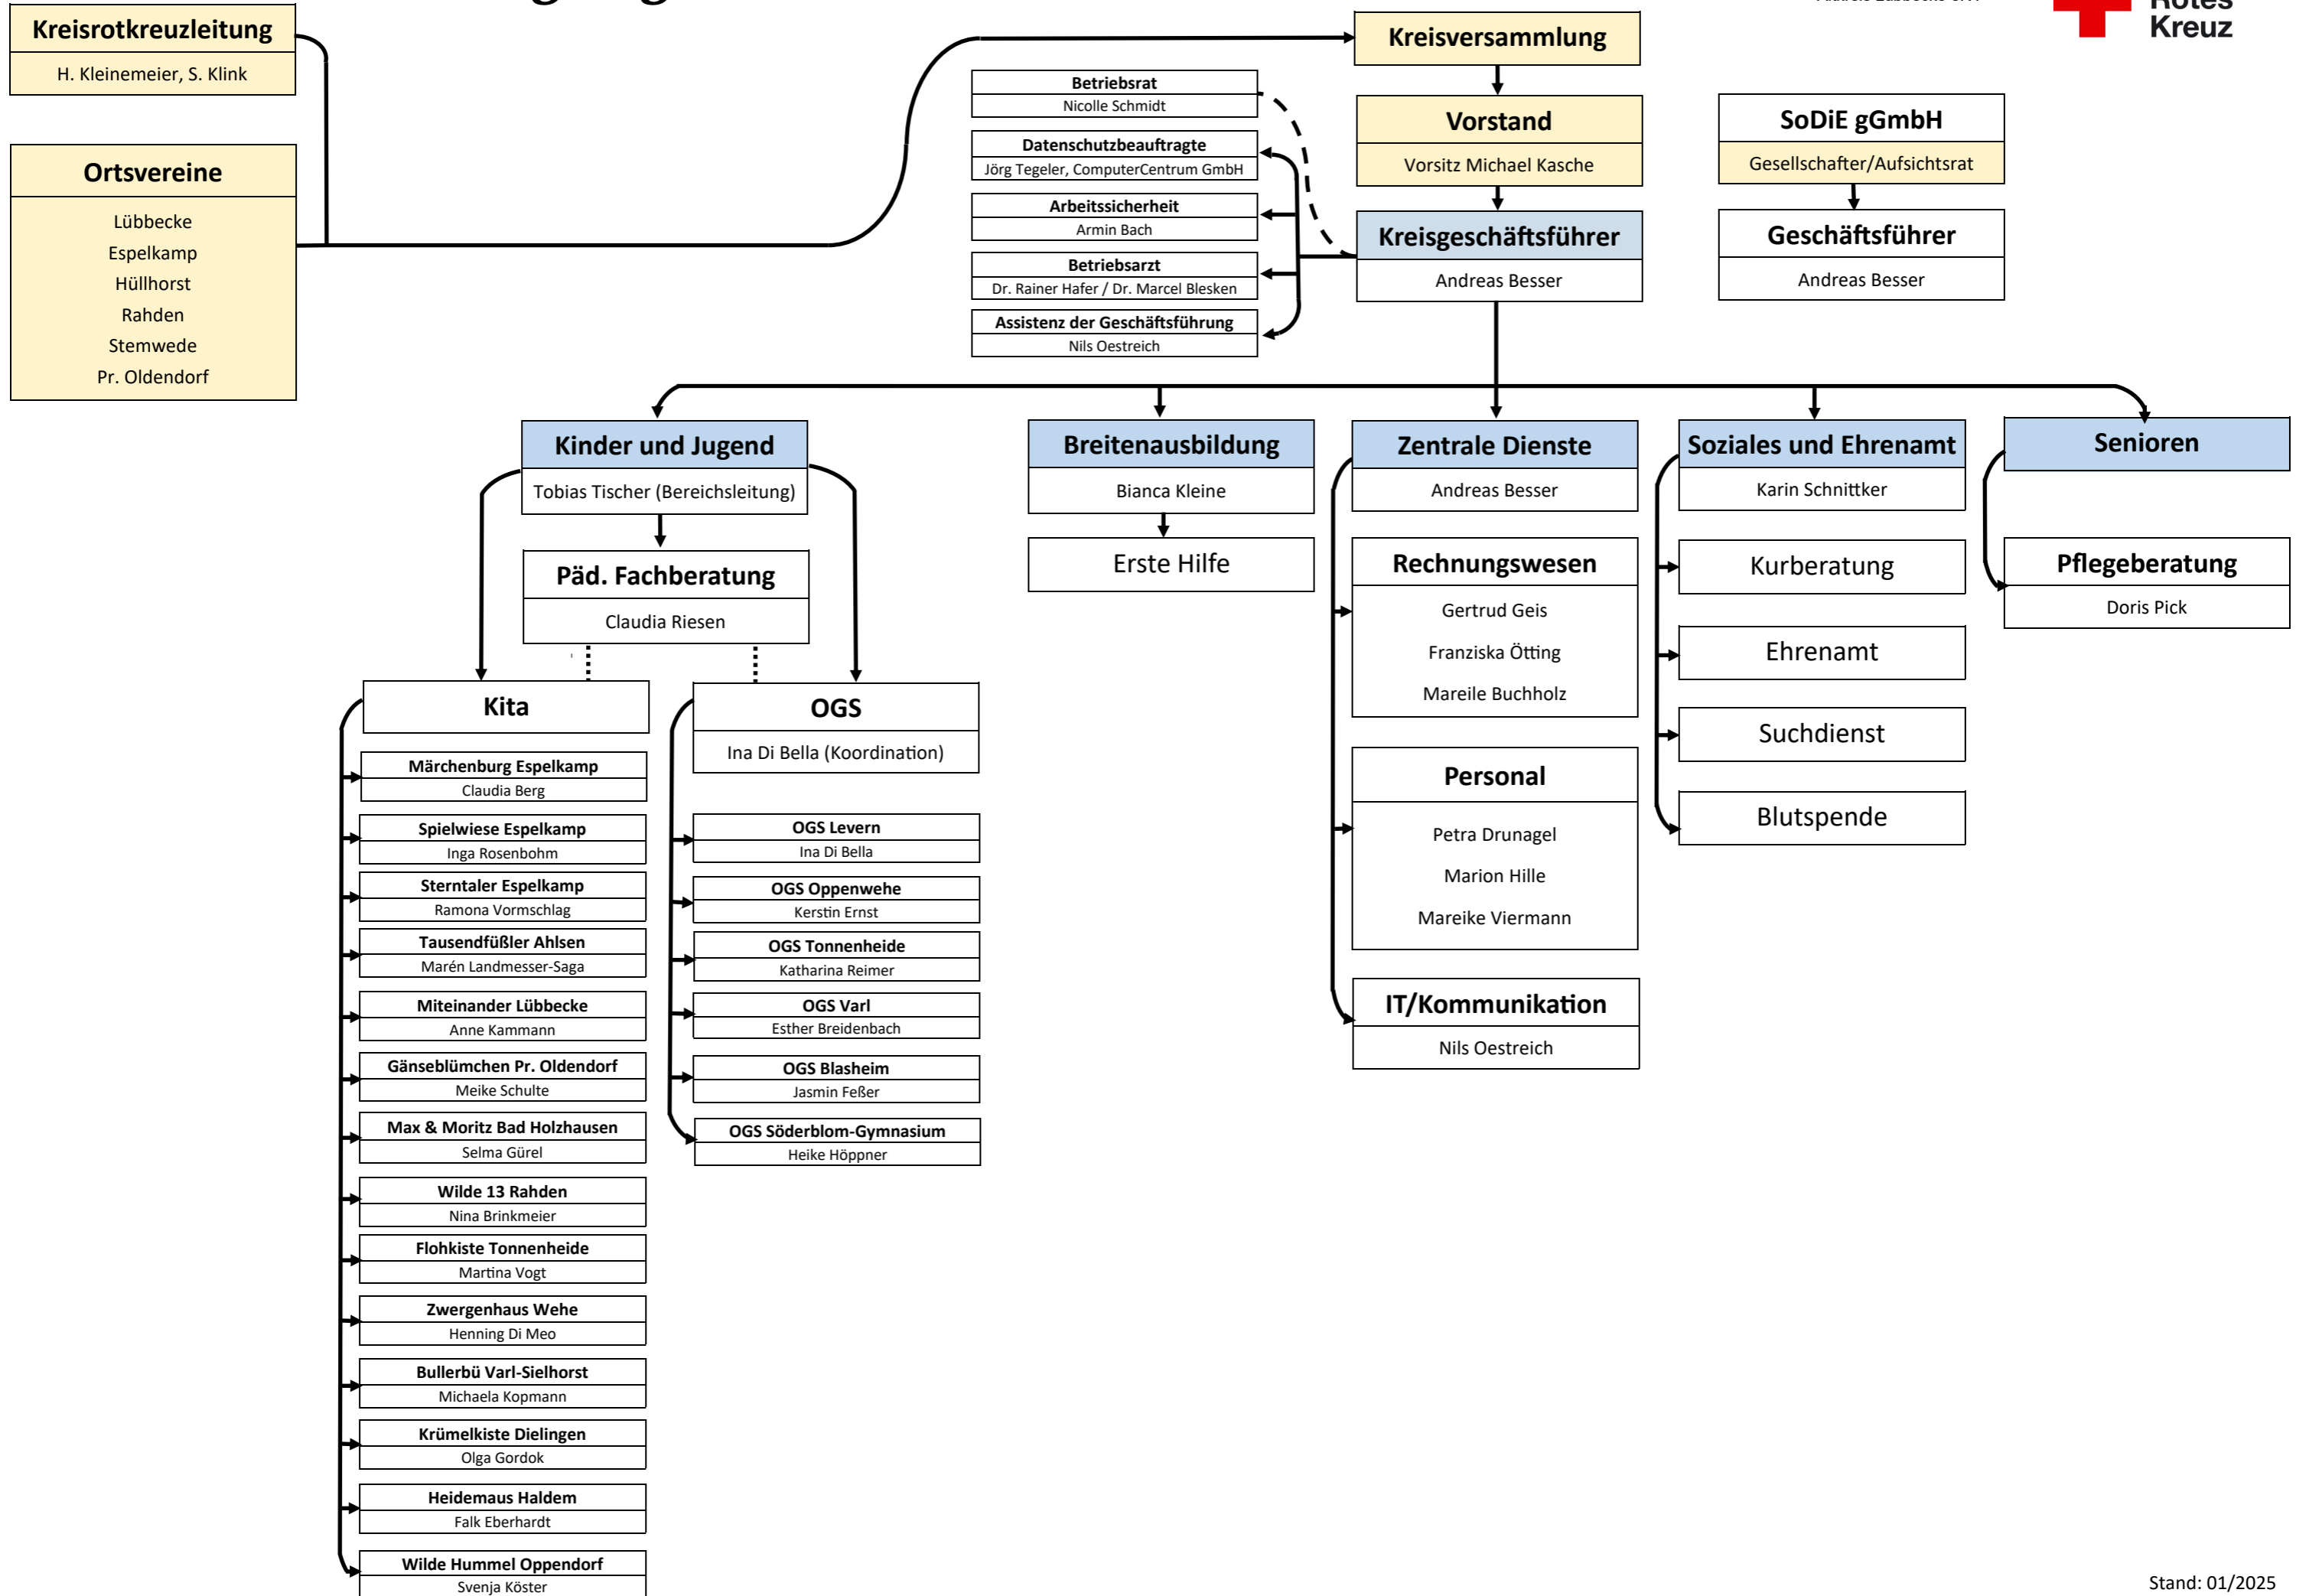 Rotes
Kreuz
Kreisrotkreuzleitung
H. Kleinemeier, S. Klink
Ortsvereine
Lübbecke
Espelkamp
Hüllhorst
Rahden
Stemwede
Pr. Oldendorf
Kreisversammlung
Vorstand
Vorsitz Michael Kasche
Kreisgeschäftsführer
Andreas Besser
SoDiE gGmbH
Gesellschafter/Aufsichtsrat
Geschäftsführer
Andreas Besser
Betriebsrat
Nicolle Schmidt
Datenschutzbeauftragte
Jörg Tegeler, ComputerCentrum GmbH
Arbeitssicherheit
Armin Bach
Betriebsarzt
Dr. Rainer Hafer / Dr. Marcel Blesken
Assistenz der Geschäftsführung
Nils Oestreich
Kinder und Jugend
Tobias Tischer (Bereichsleitung)
Päd. Fachberatung
Claudia Riesen
Kita
Märchenburg Espelkamp
Claudia Berg
Spielwiese Espelkamp
Inga Rosenbohm
Sterntaler Espelkamp
Ramona Vormschlag
Tausendfüßler Ahlsen
Marén Landmesser-Saga
Miteinander Lübbecke
Anne Kammann
Gänseblümchen Pr. Oldendorf
Meike Schulte
Max & Moritz Bad Holzhausen
Selma Gürel
Wilde 13 Rahden
Nina Brinkmeier
Flohkiste Tonnenheide
Martina Vogt
Zwergenhaus Wehe
Henning Di Meo
Bullerbü Varl-Sielhorst
Michaela Kopmann
Krümelkiste Dielingen
Olga Gordok
Heidemaus Haldem
Falk Eberhardt
Wilde Hummel Oppendorf
Svenja Köster
OGS
Ina Di Bella (Koordination)
OGS Levern
Ina Di Bella
OGS Oppenwehe
Kerstin Ernst
OGS Tonnenheide
Katharina Reimer
OGS Varl
Esther Breidenbach
OGS Blasheim
Jasmin Feßer
OGS Söderblom-Gymnasium
Heike Höppner
Breitenausbildung
Bianca Kleine
Erste Hilfe
Zentrale Dienste
Andreas Besser
Rechnungswesen
Gertrud Geis
Franziska Ötting
Mareile Buchholz
Personal
Petra Drunagel
Marion Hille
Mareike Viermann
IT/Kommunikation
Nils Oestreich
Soziales und Ehrenamt
Karin Schnittker
Kurberatung
Ehrenamt
Suchdienst
Blutspende
Senioren
Pflegeberatung
Doris Pick
Stand: 01/2025